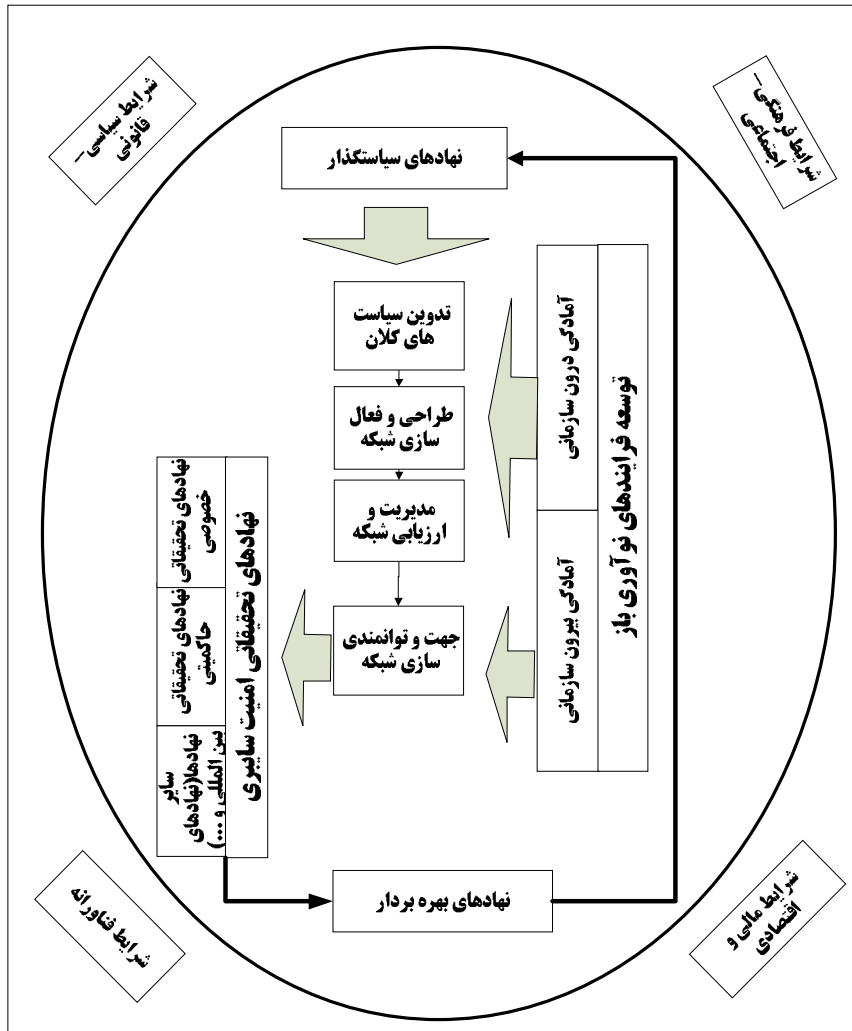 شرایط سیاسی –
قانونی
شرایط فرهنگی –
اجتماعی
نهادهای سیاستگذار
تدوین سیاست
های کلان
طراحی و فعال
سازی شبکه
مدیریت و
ارزیابی شبکه
جهت و توانمندی
سازی شبکه
توسعه فرایندهای نوآوری باز
آمادگی درون سازمانی
آمادگی بیرون سازمانی
نهادهای تحقیقاتی امنیت سایبری
نهادهای تحقیقاتی
خصوصی
نهادهای تحقیقاتی
حاکمیتی
سایر
نهادها(نهادهای
بین المللی و ...)
نهادهای بهره بردار
شرایط فناورانه
شرایط مالی و
اقتصادی